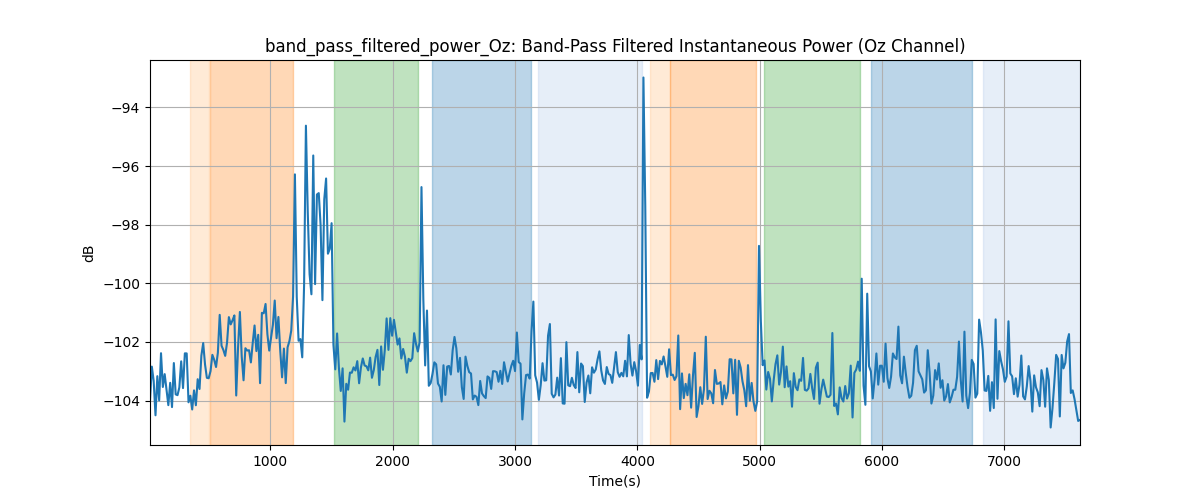 band_pass_filtered_power_Oz: Band-Pass Filtered Instantaneous Power (Oz Channel)
−94
−96
−98
−100
−102
−104
dB
1000 2000 3000 4000 5000 6000 7000
Time(s)